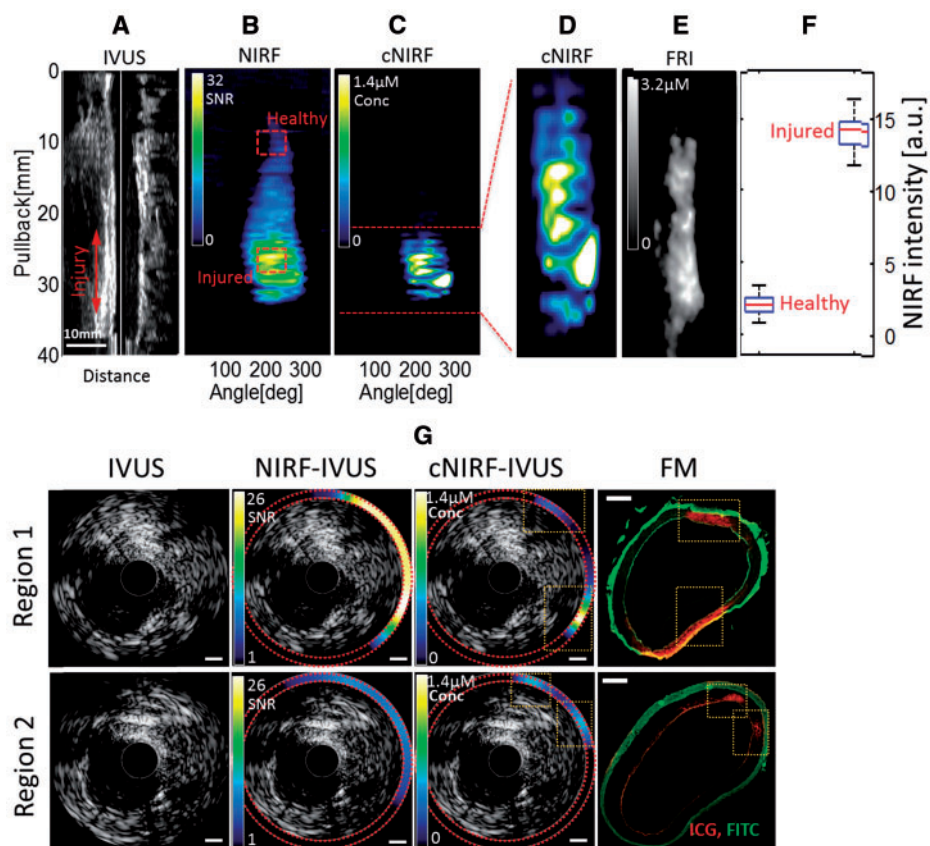 A B C D E F
IVUS NIRF cNIRF cNIRF FRI
0
10
20
30
40
Pullback[mm]
Injury
10mm
Distance
32
SNR
0
Healthy
Injured
100 200 300
Angle[deg]
1.4µM
Conc
0
100 200 300
Angle[deg]
3.2µM
0
Injured
Healthy
15
10
5
0
NIRF intensity [a.u.]
G
IVUS NIRF-IVUS cNIRF-IVUS FM
Region 1
26
SNR
1
1.4µM
Conc
0
Region 2
26
SNR
1
1.4µM
Conc
0
ICG, FITC